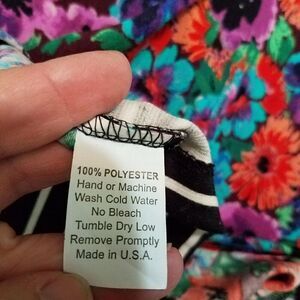 100% POLYESTER
Hand or Machine
Wash Cold Water
No Bleach
Tumble Dry Low
Remove Promptly
Made in U.S.A.